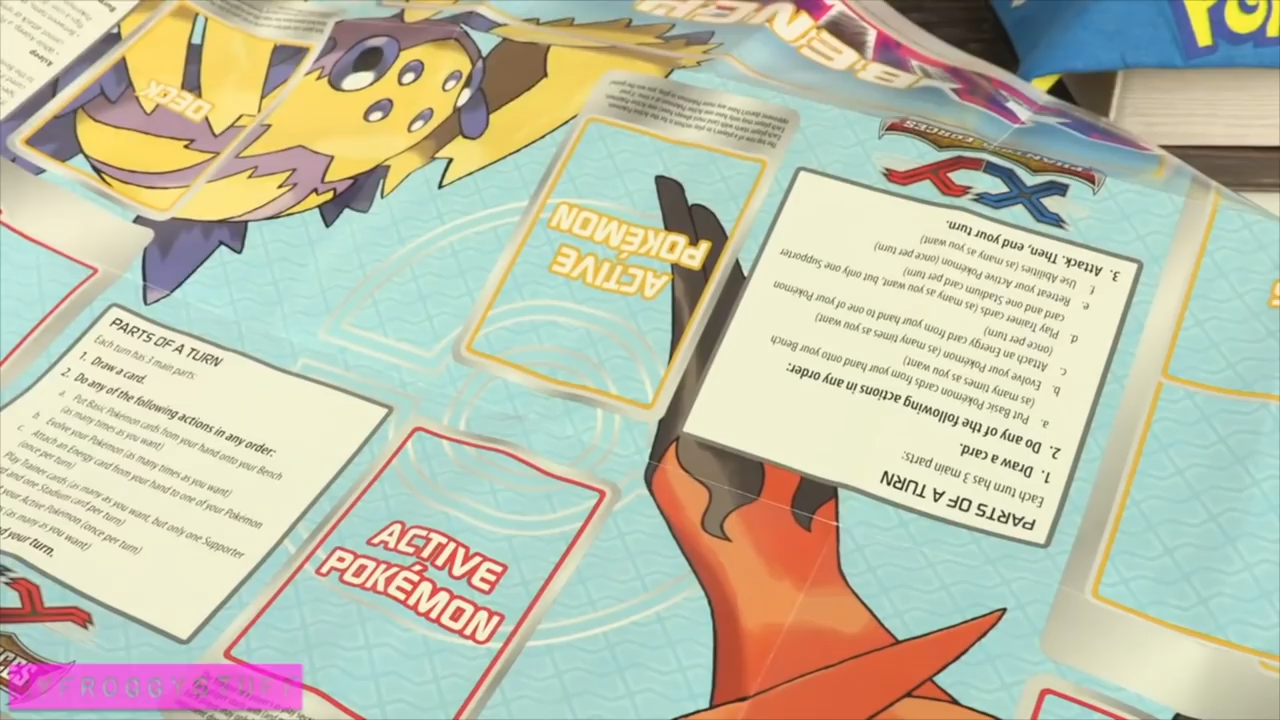 DECK
BENCH
ACTIVE
POKÉMON
XY
PHANTOM FORCES
PARTS OF A TURN
Each turn has 3 main parts:
1. Draw a card.
2. Do any of the following actions in any order:
a. Put Basic Pokémon cards from your hand onto your Bench
(as many times as you want)
b. Evolve your Pokémon (as many times as you want)
c. Attach an Energy card from your hand to one of your Pokémon
(once per turn)
d. Play Trainer cards (as many as you want, but only one Supporter
card and one Stadium card per turn)
e. Retreat your Active Pokémon (once per turn)
f. Use Abilities (as many as you want)
3. Attack. Then, end your turn.
PARTS OF A TURN
Each turn has 3 main parts:
1. Draw a card.
2. Do any of the following actions in any order:
a. Put Basic Pokémon cards from your hand onto your Bench
(as many times as you want)
b. Evolve your Pokémon (as many times as you want)
c. Attach an Energy card from your hand to one of your Pokémon
(once per turn)
Play Trainer cards (as many as you want, but only one Supporter
and one Stadium card per turn)
your Active Pokémon (once per turn)
(as many as you want)
your turn.
ACTIVE
POKÉMON
Y
FROGGYSTUFF